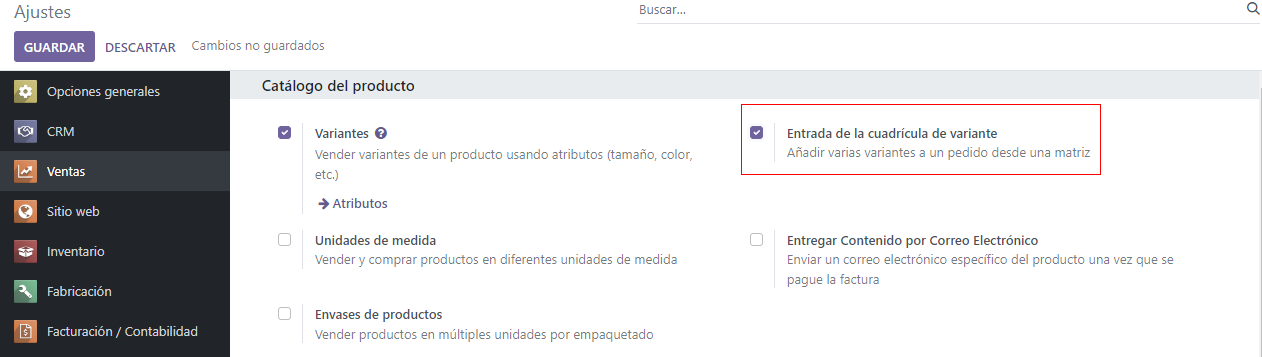 Ajustes
Buscar...
GUARDAR DESCARTAR Cambios no guardados
Opciones generales
CRM
Ventas
Sitio web
Inventario
Fabricación
Facturación / Contabilidad
Catálogo del producto
Variantes ?
Vender variantes de un producto usando atributos (tamaño, color,
etc.)
Atributos
Entrada de la cuadrícula de variante
Añadir varias variantes a un pedido desde una matriz
Unidades de medida
Vender y comprar productos en diferentes unidades de medida
Entregar Contenido por Correo Electrónico
Enviar un correo electrónico específico del producto una vez que se
pague la factura
Envases de productos
Vender productos en múltiples unidades por empaquetado